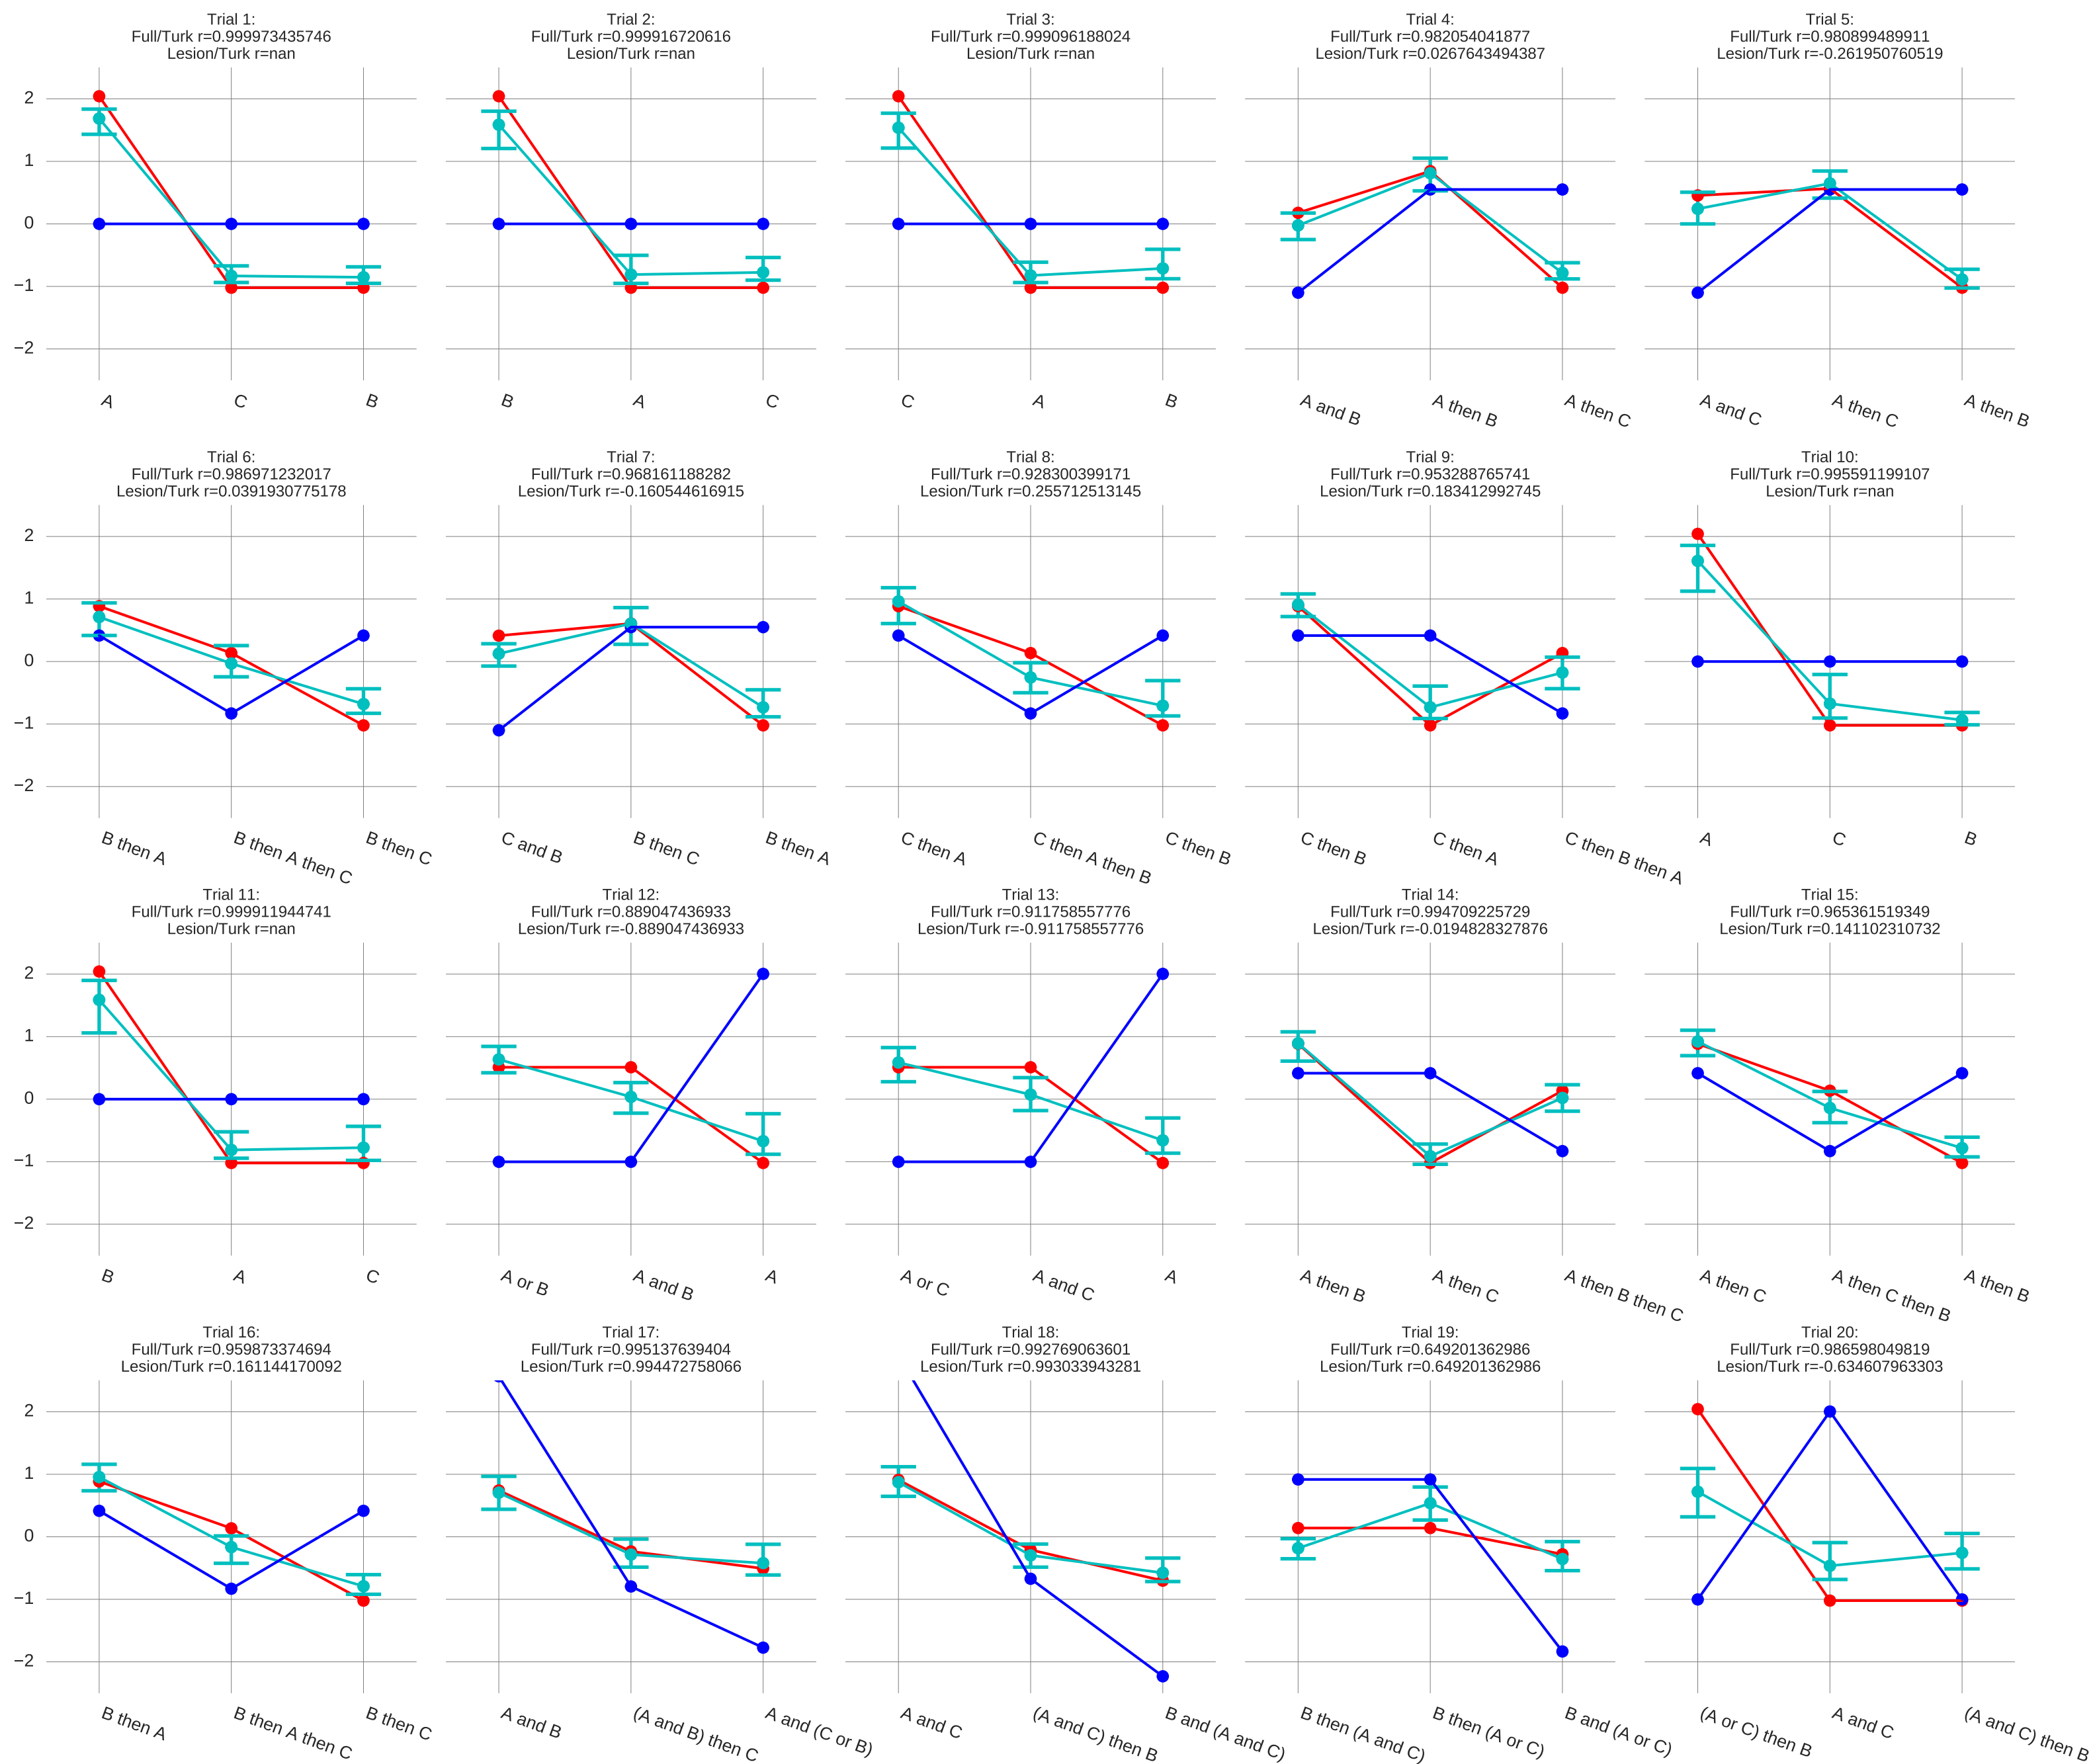 Trial 1:
Full/Turk r=0.999973435746
Lesion/Turk r=nan
Trial 2:
Full/Turk r=0.999916720616
Lesion/Turk r=nan
Trial 3:
Full/Turk r=0.999096188024
Lesion/Turk r=nan
Trial 4:
Full/Turk r=0.982054041877
Lesion/Turk r=0.0267643494387
Trial 5:
Full/Turk r=0.980899489911
Lesion/Turk r=-0.261950760519
2
1
0
−1
−2
A
C
B
B
A
C
C
A
B
A and B
A then B
A then C
A and C
A then C
A then B
Trial 6:
Full/Turk r=0.986971232017
Lesion/Turk r=0.0391930775178
Trial 7:
Full/Turk r=0.968161188282
Lesion/Turk r=-0.160544616915
Trial 8:
Full/Turk r=0.928300399171
Lesion/Turk r=0.255712513145
Trial 9:
Full/Turk r=0.953288765741
Lesion/Turk r=0.183412992745
Trial 10:
Full/Turk r=0.995591199107
Lesion/Turk r=nan
2
1
0
−1
−2
B then A
B then A then C
B then C
C and B
B then C
B then A
C then A
C then A then B
C then B
C then B
C then A
C then B then A
A
C
B
Trial 11:
Full/Turk r=0.999911944741
Lesion/Turk r=nan
Trial 12:
Full/Turk r=0.889047436933
Lesion/Turk r=-0.889047436933
Trial 13:
Full/Turk r=0.911758557776
Lesion/Turk r=-0.911758557776
Trial 14:
Full/Turk r=0.994709225729
Lesion/Turk r=-0.0194828327876
Trial 15:
Full/Turk r=0.965361519349
Lesion/Turk r=0.141102310732
2
1
0
−1
−2
B
A
C
A or B
A and B
A
A or C
A and C
A
A then B
A then C
A then B then C
A then C
A then C then B
A then B
Trial 16:
Full/Turk r=0.959873374694
Lesion/Turk r=0.161144170092
Trial 17:
Full/Turk r=0.995137639404
Lesion/Turk r=0.994472758066
Trial 18:
Full/Turk r=0.992769063601
Lesion/Turk r=0.993033943281
Trial 19:
Full/Turk r=0.649201362986
Lesion/Turk r=0.649201362986
Trial 20:
Full/Turk r=0.986598049819
Lesion/Turk r=-0.634607963303
2
1
0
−1
−2
B then A
B then A then C
B then C
A and B
(A and B) then C
A and (C or B)
A and C
(A and C) then B
B and (A and C)
B then (A and C)
B then (A or C)
B and (A or C)
(A or C) then B
A and C
(A and C) then B